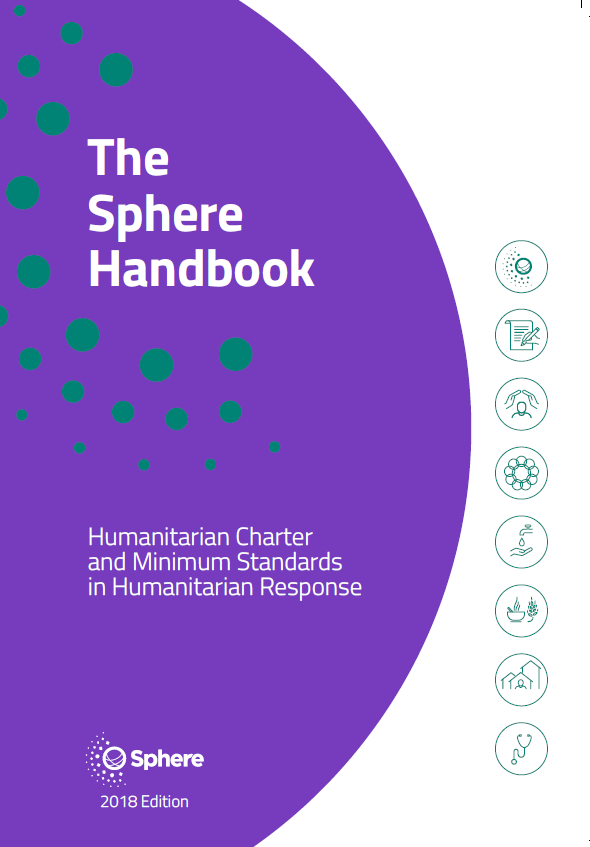 The
Sphere
Handbook
Humanitarian Charter
and Minimum Standards
in Humanitarian Response
Sphere
2018 Edition